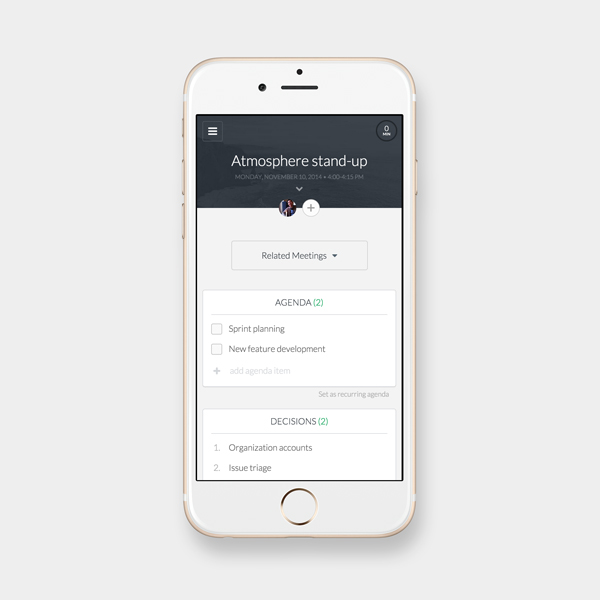 0
MIN
Atmosphere stand-up
MONDAY, NOVEMBER 10, 2014 • 4:00-4:15 PM
Related Meetings
AGENDA (2)
Sprint planning
New feature development
+ add agenda item
Set as recurring agenda
DECISIONS (2)
1. Organization accounts
2. Issue triage